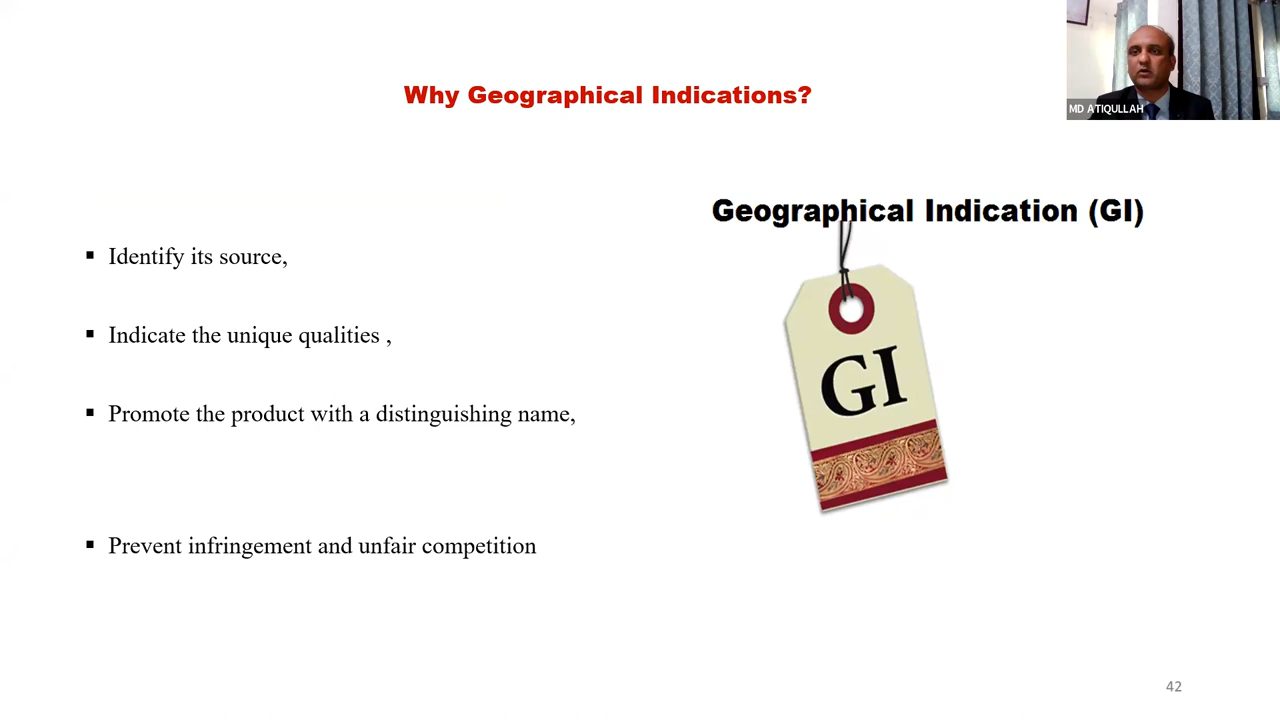 Why Geographical Indications?
MD ATIQULLAH
Geographical Indication (GI)
▪ Identify its source,
▪ Indicate the unique qualities ,
▪ Promote the product with a distinguishing name,
GI
▪ Prevent infringement and unfair competition
42